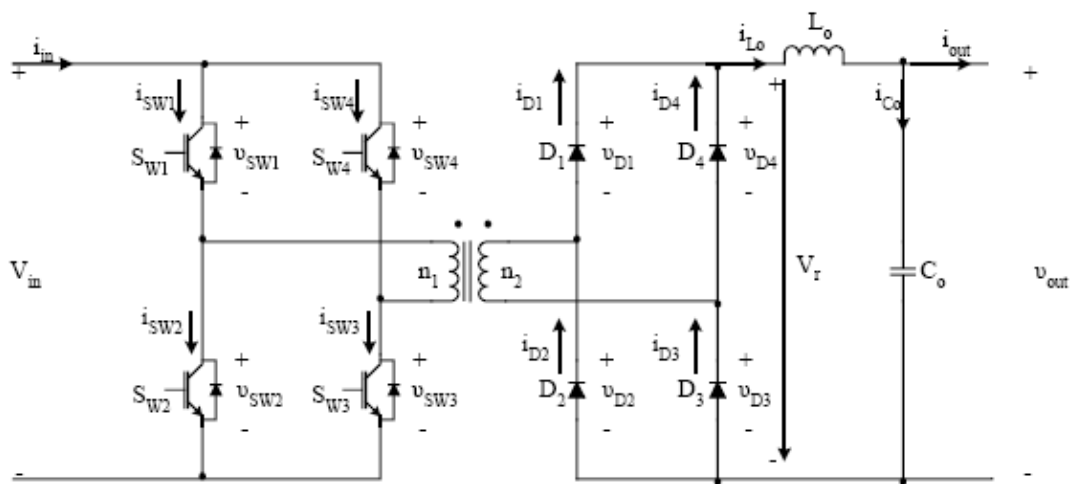 i_in
+
i_SW1
i_SW4
S_W1
+
υ_SW1
-
S_W4
+
υ_SW4
-
V_in
n_1
n_2
i_SW2
i_SW3
S_W2
+
υ_SW2
-
S_W3
+
υ_SW3
-
-
i_D1
i_D4
D_1
+
υ_D1
-
D_4
+
υ_D4
-
i_D2
i_D3
D_2
+
υ_D2
-
D_3
+
υ_D3
-
i_Lo
L_o
i_out
+
V_r
-
i_Co
C_o
+
υ_out
-